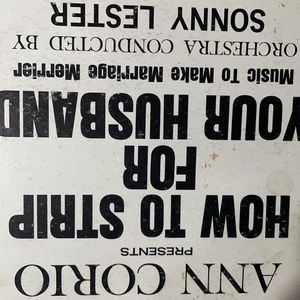 ANN CORIO
PRESENTS
HOW TO STRIP
FOR
YOUR HUSBAND
Music To Make Marriage Merrier
ORCHESTRA CONDUCTED BY
SONNY LESTER